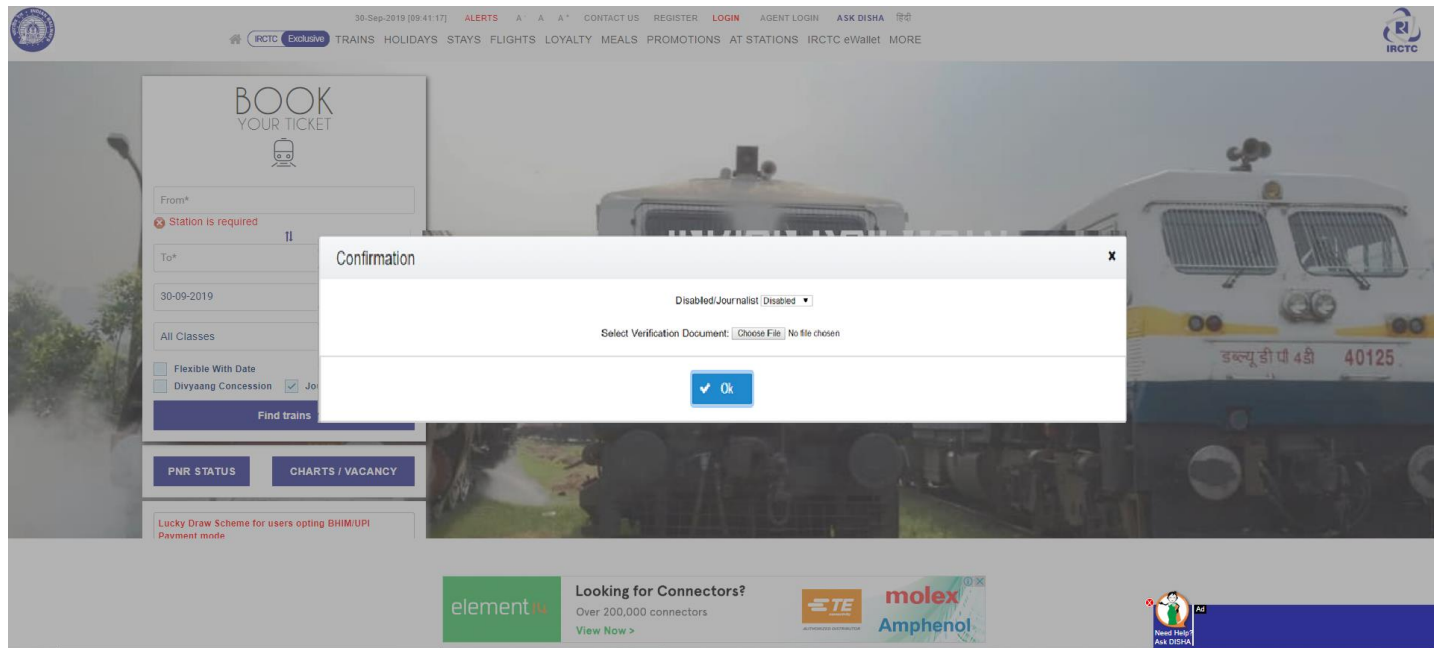 30-Sep-2019 [09:41:17] ALERTS A A A+ CONTACT US REGISTER LOGIN AGENT LOGIN ASK DISHA हिंदी
IRCTC Exclusive TRAINS HOLIDAYS STAYS FLIGHTS LOYALTY MEALS PROMOTIONS AT STATIONS IRCTC eWallet MORE
IRCTC
BOOK
YOUR TICKET
From*
Station is required
To*
30-09-2019
All Classes
Flexible With Date
Divyaang Concession
Find trains
PNR STATUS CHARTS / VACANCY
Lucky Draw Scheme for users opting BHIM/UPI
Payment mode
Confirmation x
Disabled/Journalist Disabled
Select Verification Document: Choose File No file chosen
Ok
डब्ल्यू डी पी 4डी 40125
element14
Looking for Connectors?
Over 200,000 connectors
View Now >
TE
molex
Amphenol
Ad
Need Help?
Ask DISHA